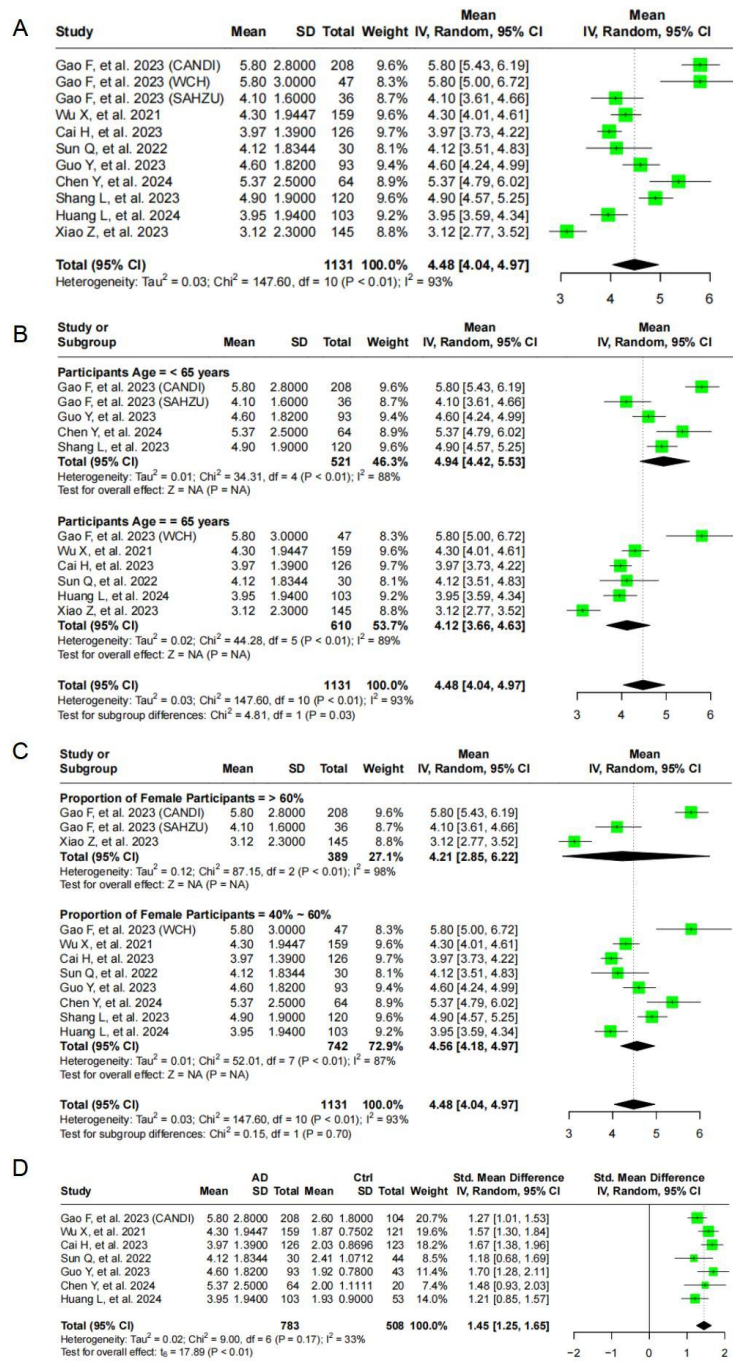 A
Mean Mean
Study Mean SD Total Weight IV, Random, 95% CI IV, Random, 95% CI
Gao F, et al. 2023 (CANDI) 5.80 2.8000 208 9.6% 5.80 [5.43, 6.19]
Gao F, et al. 2023 (WCH) 5.80 3.0000 47 8.3% 5.80 [5.00, 6.72]
Gao F, et al. 2023 (SAHZU) 4.10 1.6000 36 8.7% 4.10 [3.61, 4.66]
Wu X, et al. 2021 4.30 1.9447 159 9.6% 4.30 [4.01, 4.61]
Cai H, et al. 2023 3.97 1.3900 126 9.7% 3.97 [3.73, 4.22]
Sun Q, et al. 2022 4.12 1.8344 30 8.1% 4.12 [3.51, 4.83]
Guo Y, et al. 2023 4.60 1.8200 93 9.4% 4.60 [4.24, 4.99]
Chen Y, et al. 2024 5.37 2.5000 64 8.9% 5.37 [4.79, 6.02]
Shang L, et al. 2023 4.90 1.9000 120 9.6% 4.90 [4.57, 5.25]
Huang L, et al. 2024 3.95 1.9400 103 9.2% 3.95 [3.59, 4.34]
Xiao Z, et al. 2023 3.12 2.3000 145 8.8% 3.12 [2.77, 3.52]
Total (95% CI) 1131 100.0% 4.48 [4.04, 4.97]
Heterogeneity: Tau² = 0.03; Chi² = 147.60, df = 10 (P < 0.01); I² = 93%
3 4 5 6
B
Study or Mean Mean
Subgroup Mean SD Total Weight IV, Random, 95% CI IV, Random, 95% CI
Participants Age = < 65 years
Gao F, et al. 2023 (CANDI) 5.80 2.8000 208 9.6% 5.80 [5.43, 6.19]
Gao F, et al. 2023 (SAHZU) 4.10 1.6000 36 8.7% 4.10 [3.61, 4.66]
Guo Y, et al. 2023 4.60 1.8200 93 9.4% 4.60 [4.24, 4.99]
Chen Y, et al. 2024 5.37 2.5000 64 8.9% 5.37 [4.79, 6.02]
Shang L, et al. 2023 4.90 1.9000 120 9.6% 4.90 [4.57, 5.25]
Total (95% CI) 521 46.3% 4.94 [4.42, 5.53]
Heterogeneity: Tau² = 0.01; Chi² = 34.31, df = 4 (P < 0.01); I² = 88%
Test for overall effect: Z = NA (P = NA)
Participants Age = = 65 years
Gao F, et al. 2023 (WCH) 5.80 3.0000 47 8.3% 5.80 [5.00, 6.72]
Wu X, et al. 2021 4.30 1.9447 159 9.6% 4.30 [4.01, 4.61]
Cai H, et al. 2023 3.97 1.3900 126 9.7% 3.97 [3.73, 4.22]
Sun Q, et al. 2022 4.12 1.8344 30 8.1% 4.12 [3.51, 4.83]
Huang L, et al. 2024 3.95 1.9400 103 9.2% 3.95 [3.59, 4.34]
Xiao Z, et al. 2023 3.12 2.3000 145 8.8% 3.12 [2.77, 3.52]
Total (95% CI) 610 53.7% 4.12 [3.66, 4.63]
Heterogeneity: Tau² = 0.02; Chi² = 44.28, df = 5 (P < 0.01); I² = 89%
Test for overall effect: Z = NA (P = NA)
Total (95% CI) 1131 100.0% 4.48 [4.04, 4.97]
Heterogeneity: Tau² = 0.03; Chi² = 147.60, df = 10 (P < 0.01); I² = 93%
Test for subgroup differences: Chi² = 4.81, df = 1 (P = 0.03)
3 4 5 6
C
Study or Mean Mean
Subgroup Mean SD Total Weight IV, Random, 95% CI IV, Random, 95% CI
Proportion of Female Participants = > 60%
Gao F, et al. 2023 (CANDI) 5.80 2.8000 208 9.6% 5.80 [5.43, 6.19]
Gao F, et al. 2023 (SAHZU) 4.10 1.6000 36 8.7% 4.10 [3.61, 4.66]
Xiao Z, et al. 2023 3.12 2.3000 145 8.8% 3.12 [2.77, 3.52]
Total (95% CI) 389 27.1% 4.21 [2.85, 6.22]
Heterogeneity: Tau² = 0.12; Chi² = 87.15, df = 2 (P < 0.01); I² = 98%
Test for overall effect: Z = NA (P = NA)
Proportion of Female Participants = 40% ~ 60%
Gao F, et al. 2023 (WCH) 5.80 3.0000 47 8.3% 5.80 [5.00, 6.72]
Wu X, et al. 2021 4.30 1.9447 159 9.6% 4.30 [4.01, 4.61]
Cai H, et al. 2023 3.97 1.3900 126 9.7% 3.97 [3.73, 4.22]
Sun Q, et al. 2022 4.12 1.8344 30 8.1% 4.12 [3.51, 4.83]
Guo Y, et al. 2023 4.60 1.8200 93 9.4% 4.60 [4.24, 4.99]
Chen Y, et al. 2024 5.37 2.5000 64 8.9% 5.37 [4.79, 6.02]
Shang L, et al. 2023 4.90 1.9000 120 9.6% 4.90 [4.57, 5.25]
Huang L, et al. 2024 3.95 1.9400 103 9.2% 3.95 [3.59, 4.34]
Total (95% CI) 742 72.9% 4.56 [4.18, 4.97]
Heterogeneity: Tau² = 0.01; Chi² = 52.01, df = 7 (P < 0.01); I² = 87%
Test for overall effect: Z = NA (P = NA)
Total (95% CI) 1131 100.0% 4.48 [4.04, 4.97]
Heterogeneity: Tau² = 0.03; Chi² = 147.60, df = 10 (P < 0.01); I² = 93%
Test for subgroup differences: Chi² = 0.15, df = 1 (P = 0.70)
3 4 5 6
D
AD Ctrl Std. Mean Difference Std. Mean Difference
Study Mean SD Total Mean SD Total Weight IV, Random, 95% CI IV, Random, 95% CI
Gao F, et al. 2023 (CANDI) 5.80 2.8000 208 2.60 1.8000 104 20.7% 1.27 [1.01, 1.53]
Wu X, et al. 2021 4.30 1.9447 159 1.87 0.7502 121 19.6% 1.57 [1.30, 1.84]
Cai H, et al. 2023 3.97 1.3900 126 2.03 0.8696 123 18.0% 1.67 [1.38, 1.96]
Sun Q, et al. 2022 4.12 1.8344 30 2.41 1.0712 44 9.2% 1.18 [0.68, 1.69]
Guo Y, et al. 2023 4.60 1.8200 93 1.92 0.7800 43 11.0% 1.70 [1.28, 2.11]
Chen Y, et al. 2024 5.37 2.5000 64 2.00 1.1111 20 7.4% 1.48 [0.93, 2.03]
Huang L, et al. 2024 3.95 1.9400 103 1.93 0.9000 53 14.0% 1.21 [0.85, 1.57]
Total (95% CI) 783 508 100.0% 1.45 [1.25, 1.65]
Heterogeneity: Tau² = 0.02; Chi² = 9.00, df = 6 (P = 0.17); I² = 33%
Test for overall effect: t₆ = 17.89 (P < 0.01)
−2 −1 0 1 2